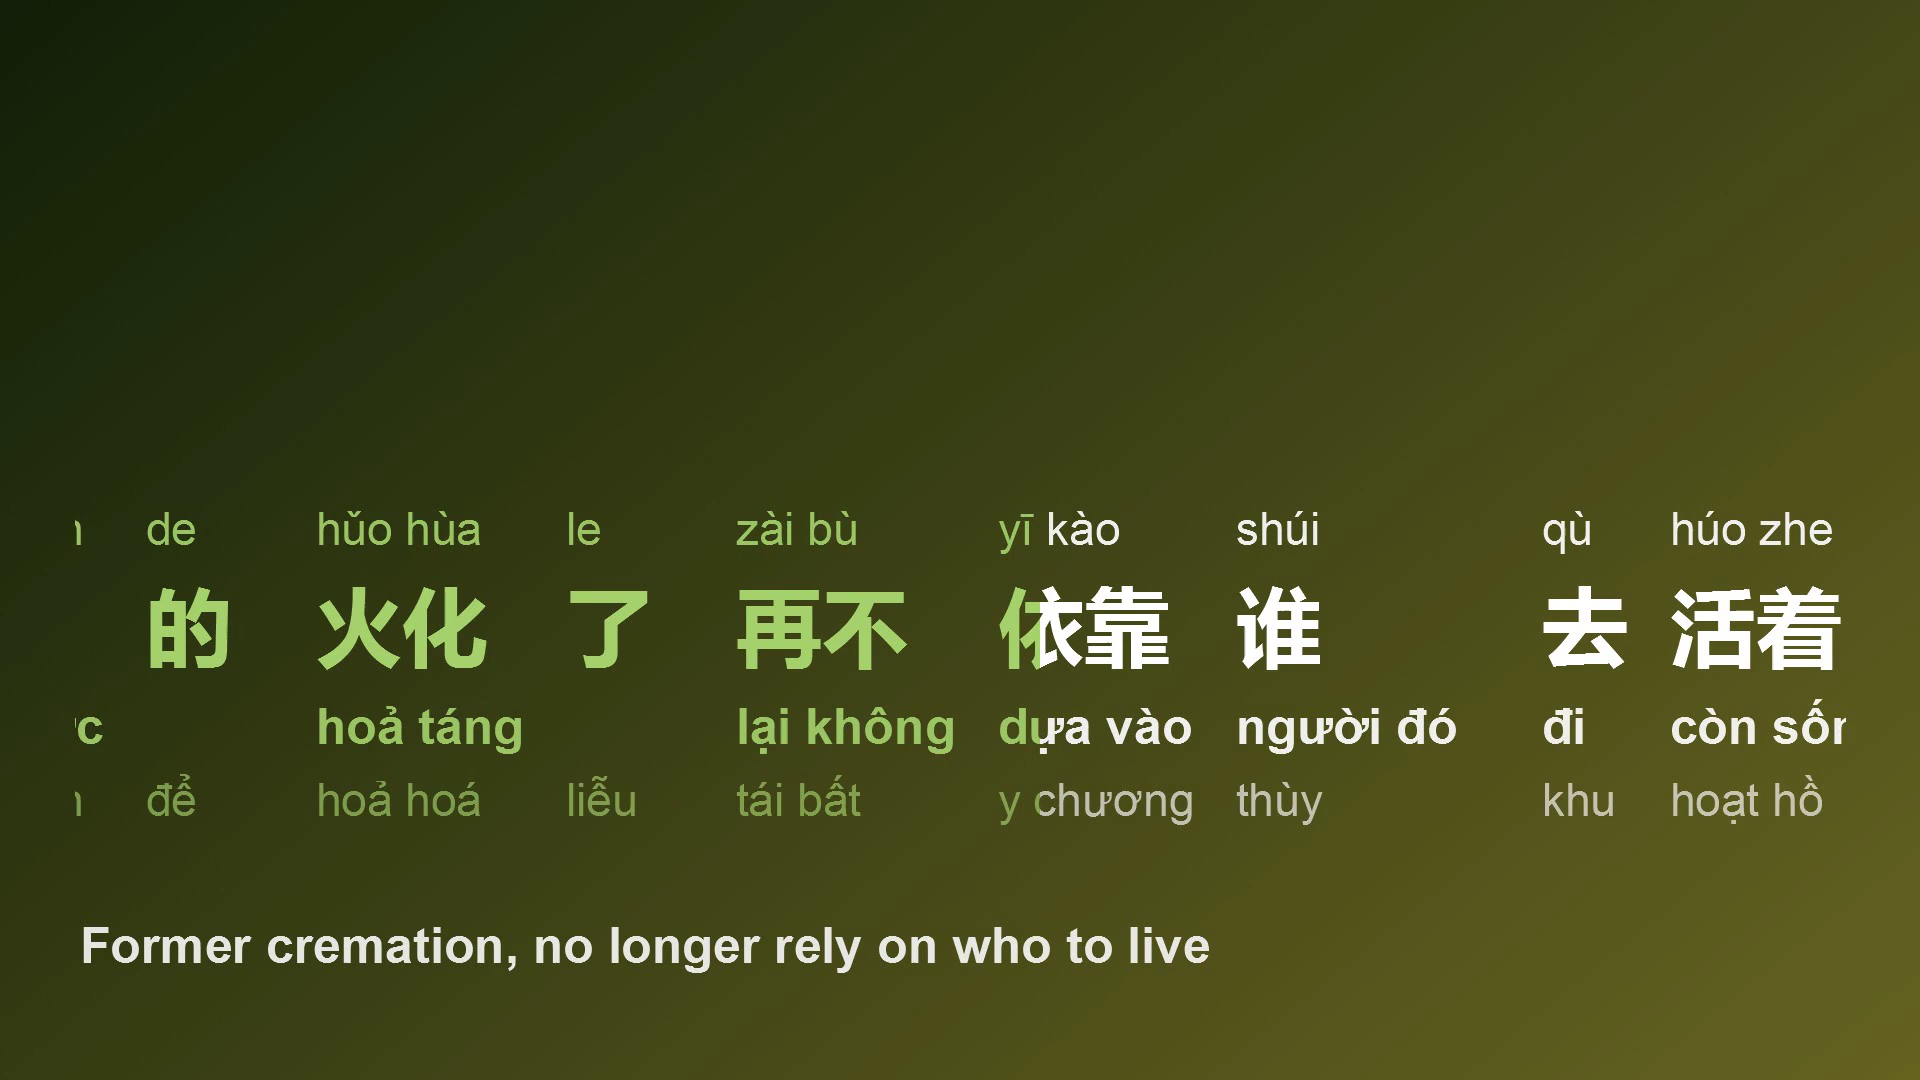 de hǔo hùa le zài bù yī kào shúi qù húo zhe
的 火化 了 再不 依靠 谁 去 活着
hoả táng lại không dựa vào người đó đi còn
để hoả hoá liễu tái bất y chương thùy khu hoạt hồ
Former cremation, no longer rely on who to live